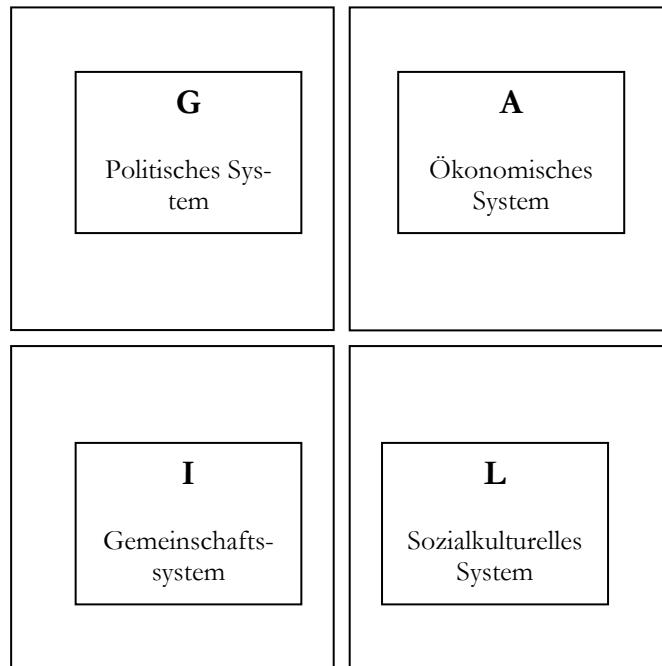 G
Politisches Sys-
tem
A
Ökonomisches
System
I
Gemeinschafts-
system
L
Sozialkulturelles
System